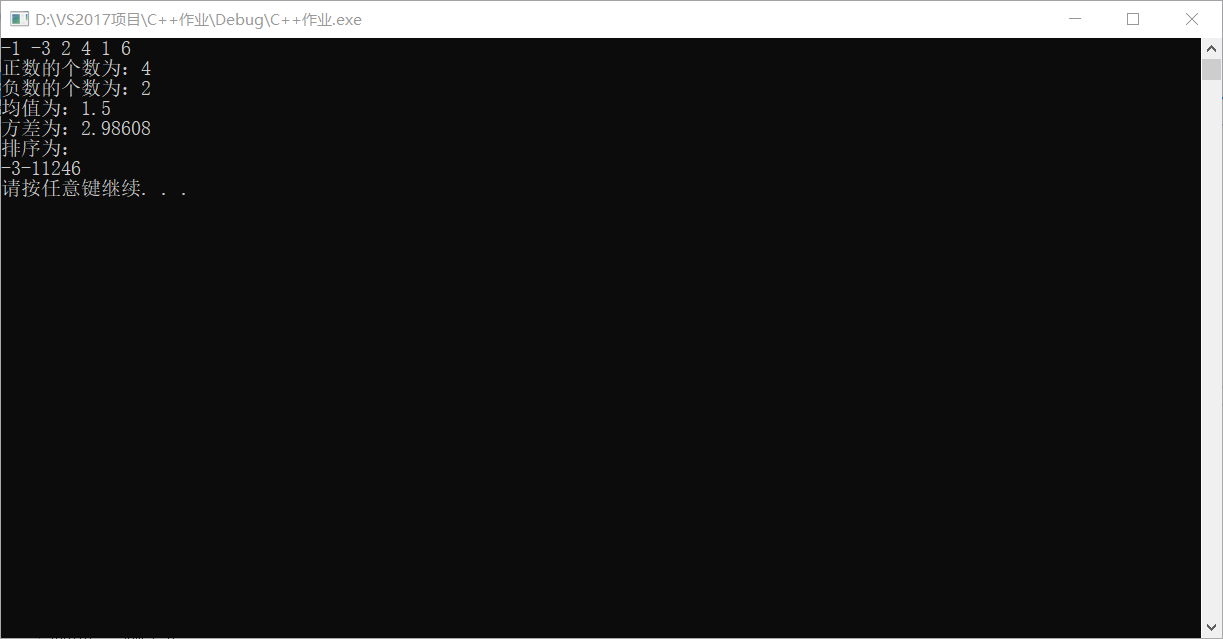 D:\VS2017项目\C++作业\Debug\C++作业.exe
-1 -3 2 4 1 6
正数的个数为：4
负数的个数为：2
均值为：1.5
方差为：2.98608
排序为：
-3-11246
请按任意键继续. . .